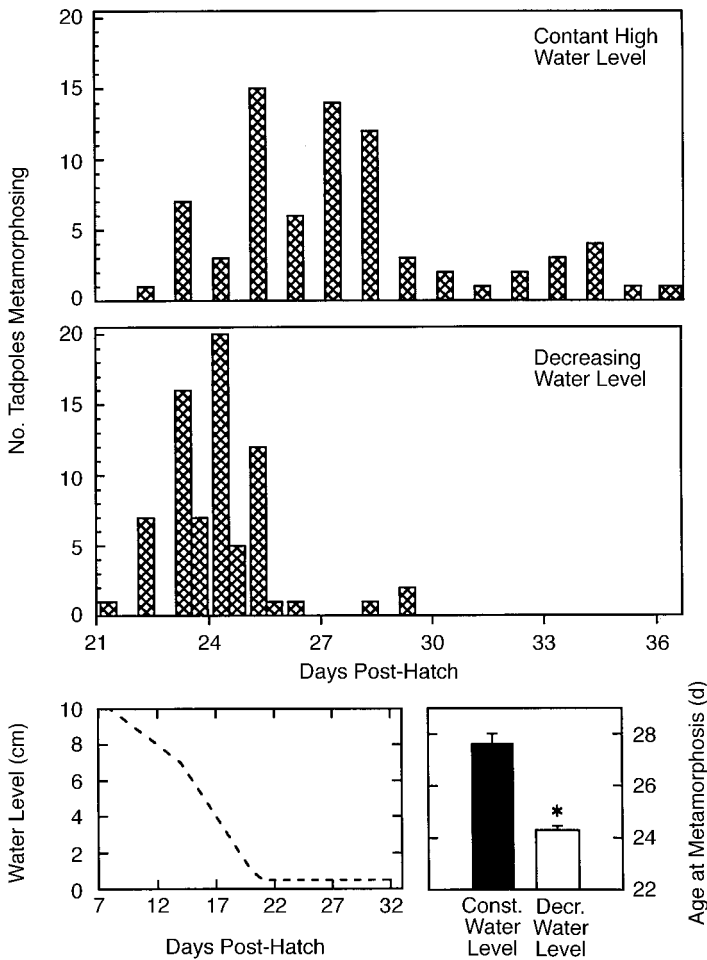 20
15
10
5
0
No. Tadpoles Metamorphosing
Contant High
Water Level
20
15
10
5
0
Decreasing
Water Level
21 24 27 30 33 36
Days Post-Hatch
10
8
6
4
2
0
Water Level (cm)
7 12 17 22 27 32
Days Post-Hatch
*
28
26
24
22
Age at Metamorphosis (d)
Const. Decr.
Water Water
Level Level